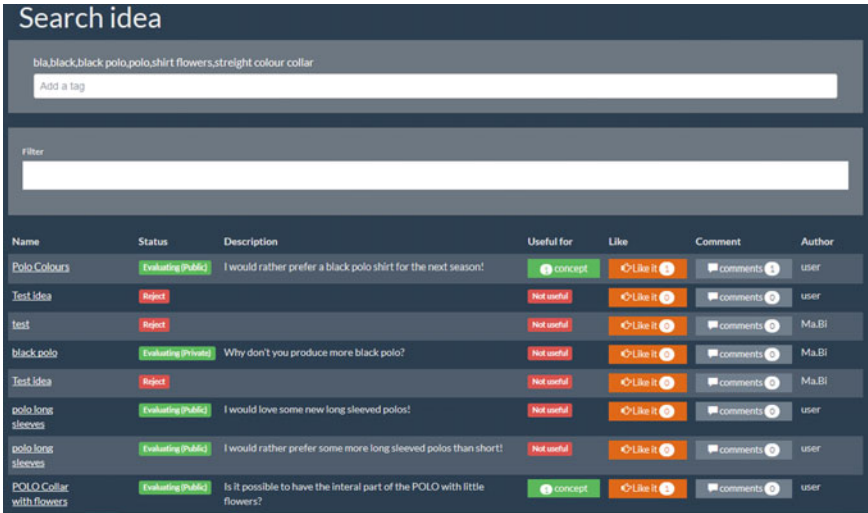 Search idea
bla,black,black polo,polo,shirt flowers,streight colour collar
Add a tag
Filter
Name Status Description Useful for Like Comment Author
Polo Colours Evaluating (Public) I would rather prefer a black polo shirt for the next season! 1 concept Like it 1 comments 1 user
Test idea Reject Not useful Like it 0 comments 0 user
test Reject Not useful Like it 0 comments 0 Ma.Bi
black polo Evaluating (Private) Why don't you produce more black polo? Not useful Like it 0 comments 0 Ma.Bi
Test idea Reject Not useful Like it 0 comments 0 Ma.Bi
polo long Evaluating (Public) I would love some new long sleeved polos! Not useful Like it 0 comments 0 user
sleeves
polo long Evaluating (Public) I would rather prefer some more long sleeved polos than short! Not useful Like it 0 comments 0 user
sleeves
POLO Collar Evaluating (Public) Is it possible to have the interal part of the POLO with little 1 concept Like it 1 comments 0 user
with flowers flowers?